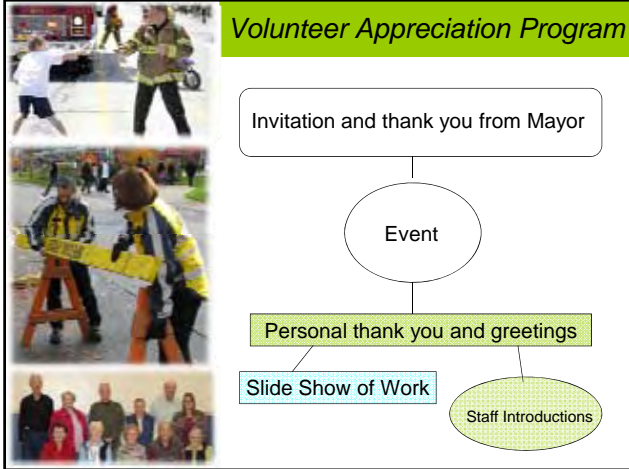 Volunteer Appreciation Program
Invitation and thank you from Mayor
Event
Personal thank you and greetings
Slide Show of Work
Staff Introductions